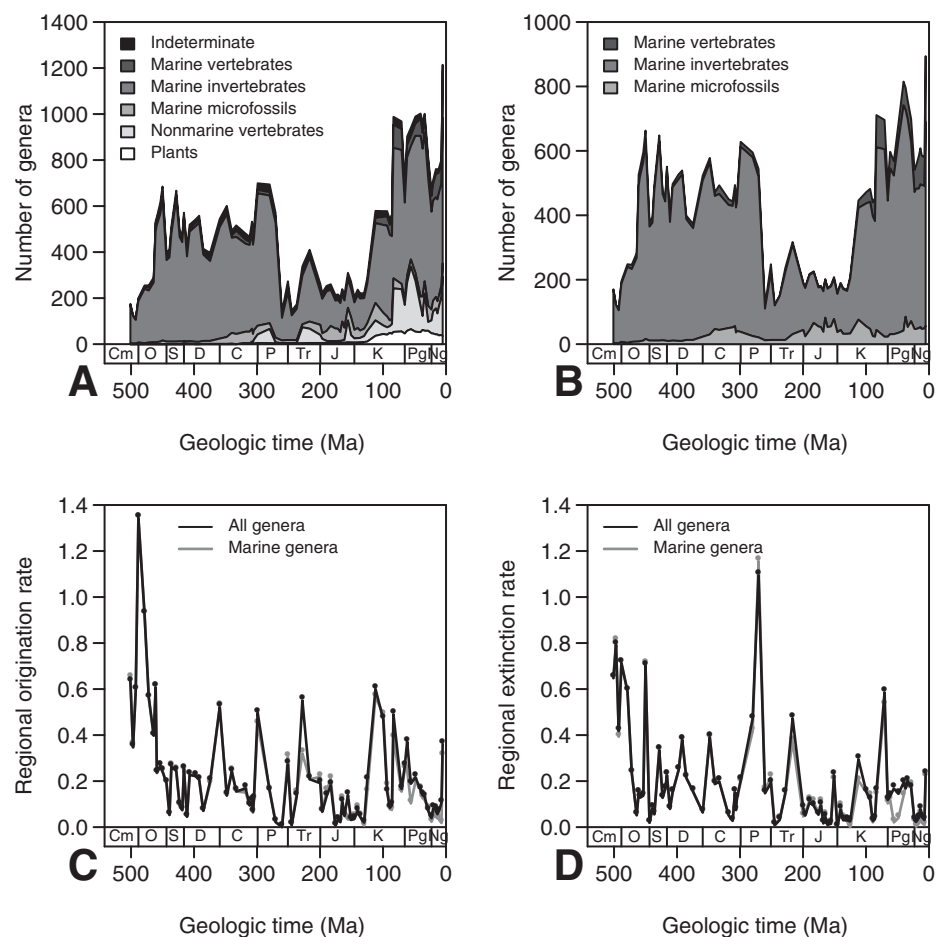 Number of genera
1400
1200
1000
800
600
400
200
0
Indeterminate
Marine vertebrates
Marine invertebrates
Marine microfossils
Nonmarine vertebrates
Plants
Cm O S D C P Tr J K Pg Ng
A
500 400 300 200 100 0
Geologic time (Ma)
Number of genera
1000
800
600
400
200
0
Marine vertebrates
Marine invertebrates
Marine microfossils
Cm O S D C P Tr J K Pg Ng
B
500 400 300 200 100 0
Geologic time (Ma)
Regional origination rate
1.4
1.2
1.0
0.8
0.6
0.4
0.2
0.0
All genera
Marine genera
Cm O S D C P Tr J K Pg Ng
C
500 400 300 200 100 0
Geologic time (Ma)
Regional extinction rate
1.4
1.2
1.0
0.8
0.6
0.4
0.2
0.0
All genera
Marine genera
Cm O S D C P Tr J K Pg Ng
D
500 400 300 200 100 0
Geologic time (Ma)